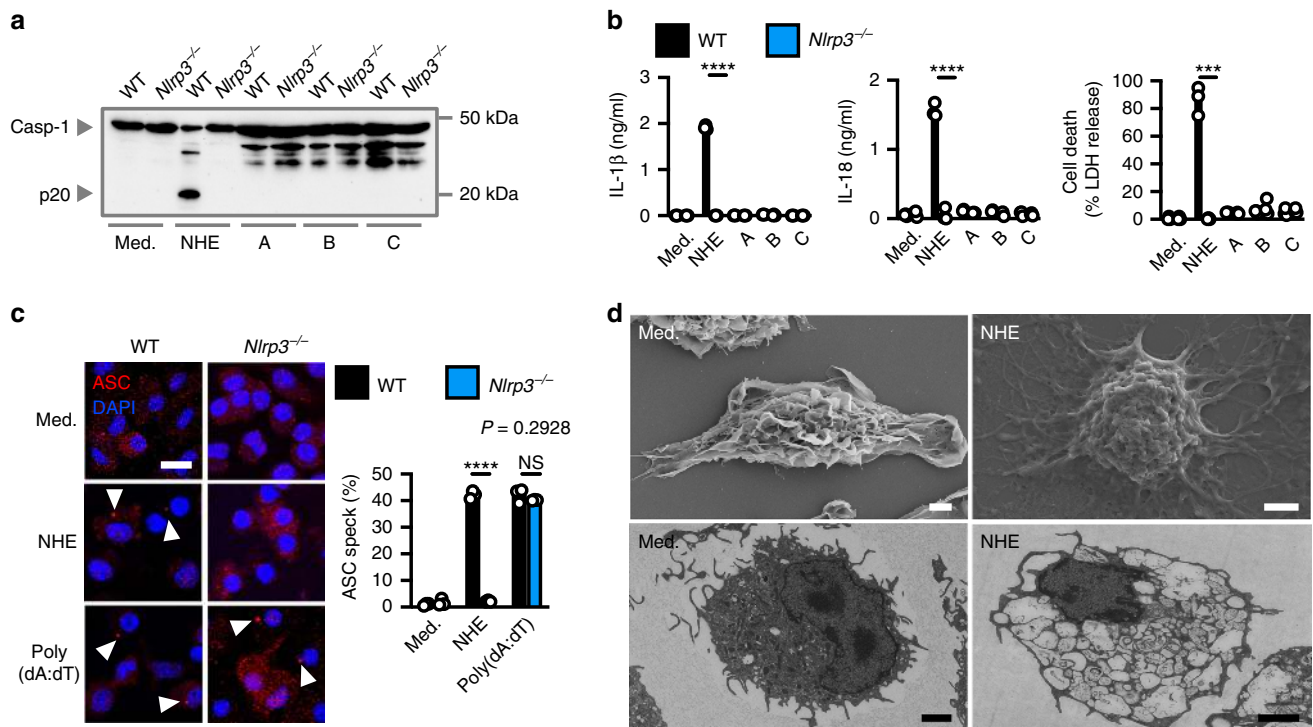 a
WT Nlrp3–/– WT Nlrp3–/– WT Nlrp3–/– WT Nlrp3–/– WT Nlrp3–/–
Casp-1
50 kDa
p20
20 kDa
Med. NHE A B C
b
WT Nlrp3–/–
IL-1β (ng/ml)
3
2
1
0
****
Med. NHE A B C
IL-18 (ng/ml)
2
1
0
****
Med. NHE A B C
Cell death
(% LDH release)
100
80
60
40
20
0
***
Med. NHE A B C
c
WT Nlrp3–/–
ASC
DAPI
Med.
NHE
Poly
(dA:dT)
WT Nlrp3–/–
P = 0.2928
**** NS
ASC speck (%)
50
40
30
20
10
0
Med. NHE Poly(dA:dT)
d
Med. NHE
Med. NHE